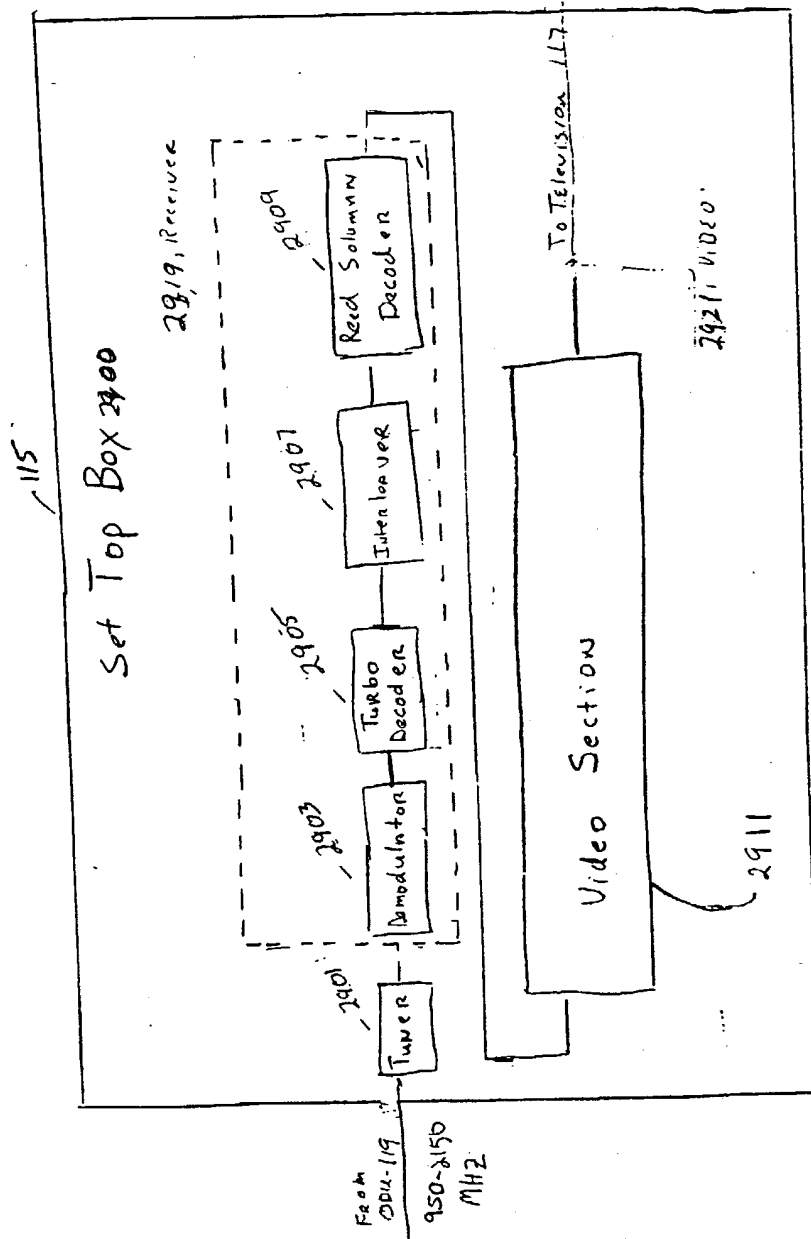 115
Set Top Box 2900
2919, Receiver
From
ODU-119
950-2150
MHZ
2901
Tuner
2903
Demodulator
2905
Turbo
Decoder
2907
Interleaver
2909
Reed Solumnn
Decoder
Video Section
2911
To Television 117
2921, Video